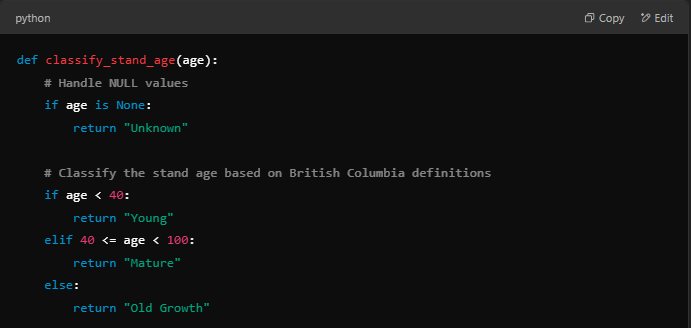 python
Copy
Edit
def classify_stand_age(age):
    # Handle NULL values
    if age is None:
        return "Unknown"

    # Classify the stand age based on British Columbia definitions
    if age < 40:
        return "Young"
    elif 40 <= age < 100:
        return "Mature"
    else:
        return "Old Growth"